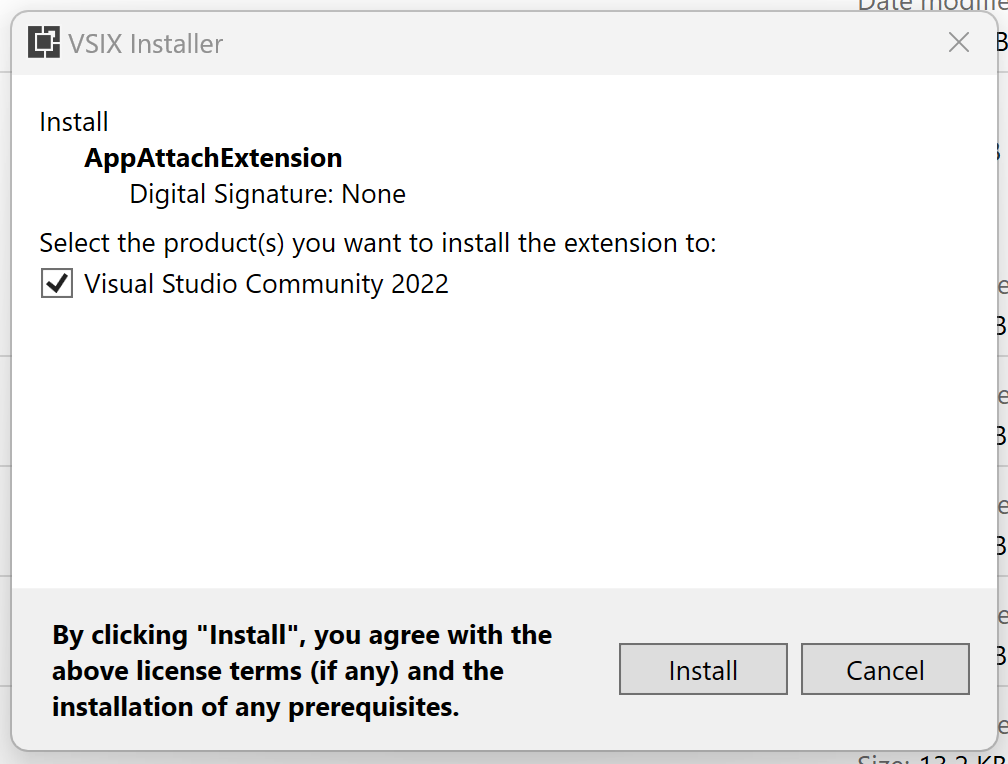 Date modifie
VSIX Installer
B
Install
AppAttachExtension
Digital Signature: None
Select the product(s) you want to install the extension to:
Visual Studio Community 2022
B
B
B
B
By clicking "Install", you agree with the
above license terms (if any) and the
installation of any prerequisites.
Install
Cancel
Size: 13.2 KB